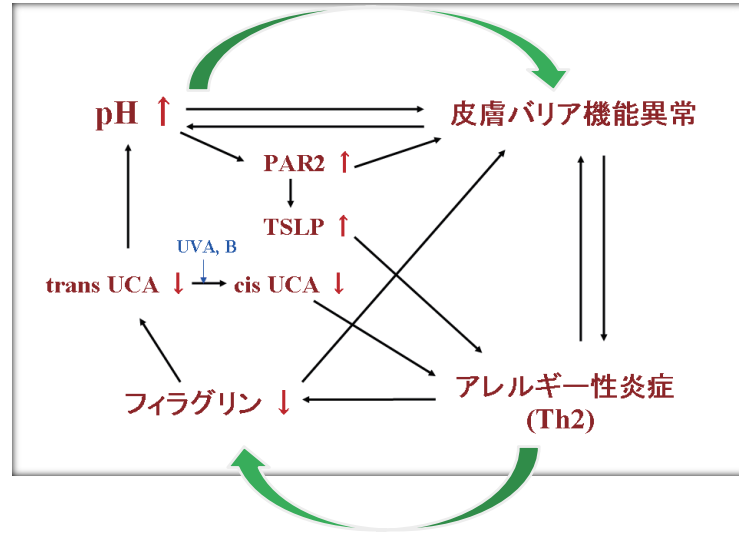 pH ↑
皮膚バリア機能異常
PAR2 ↑
TSLP ↑
UVA, B
trans UCA ↓
cis UCA ↓
フィラグリン ↓
アレルギー性炎症
(Th2)